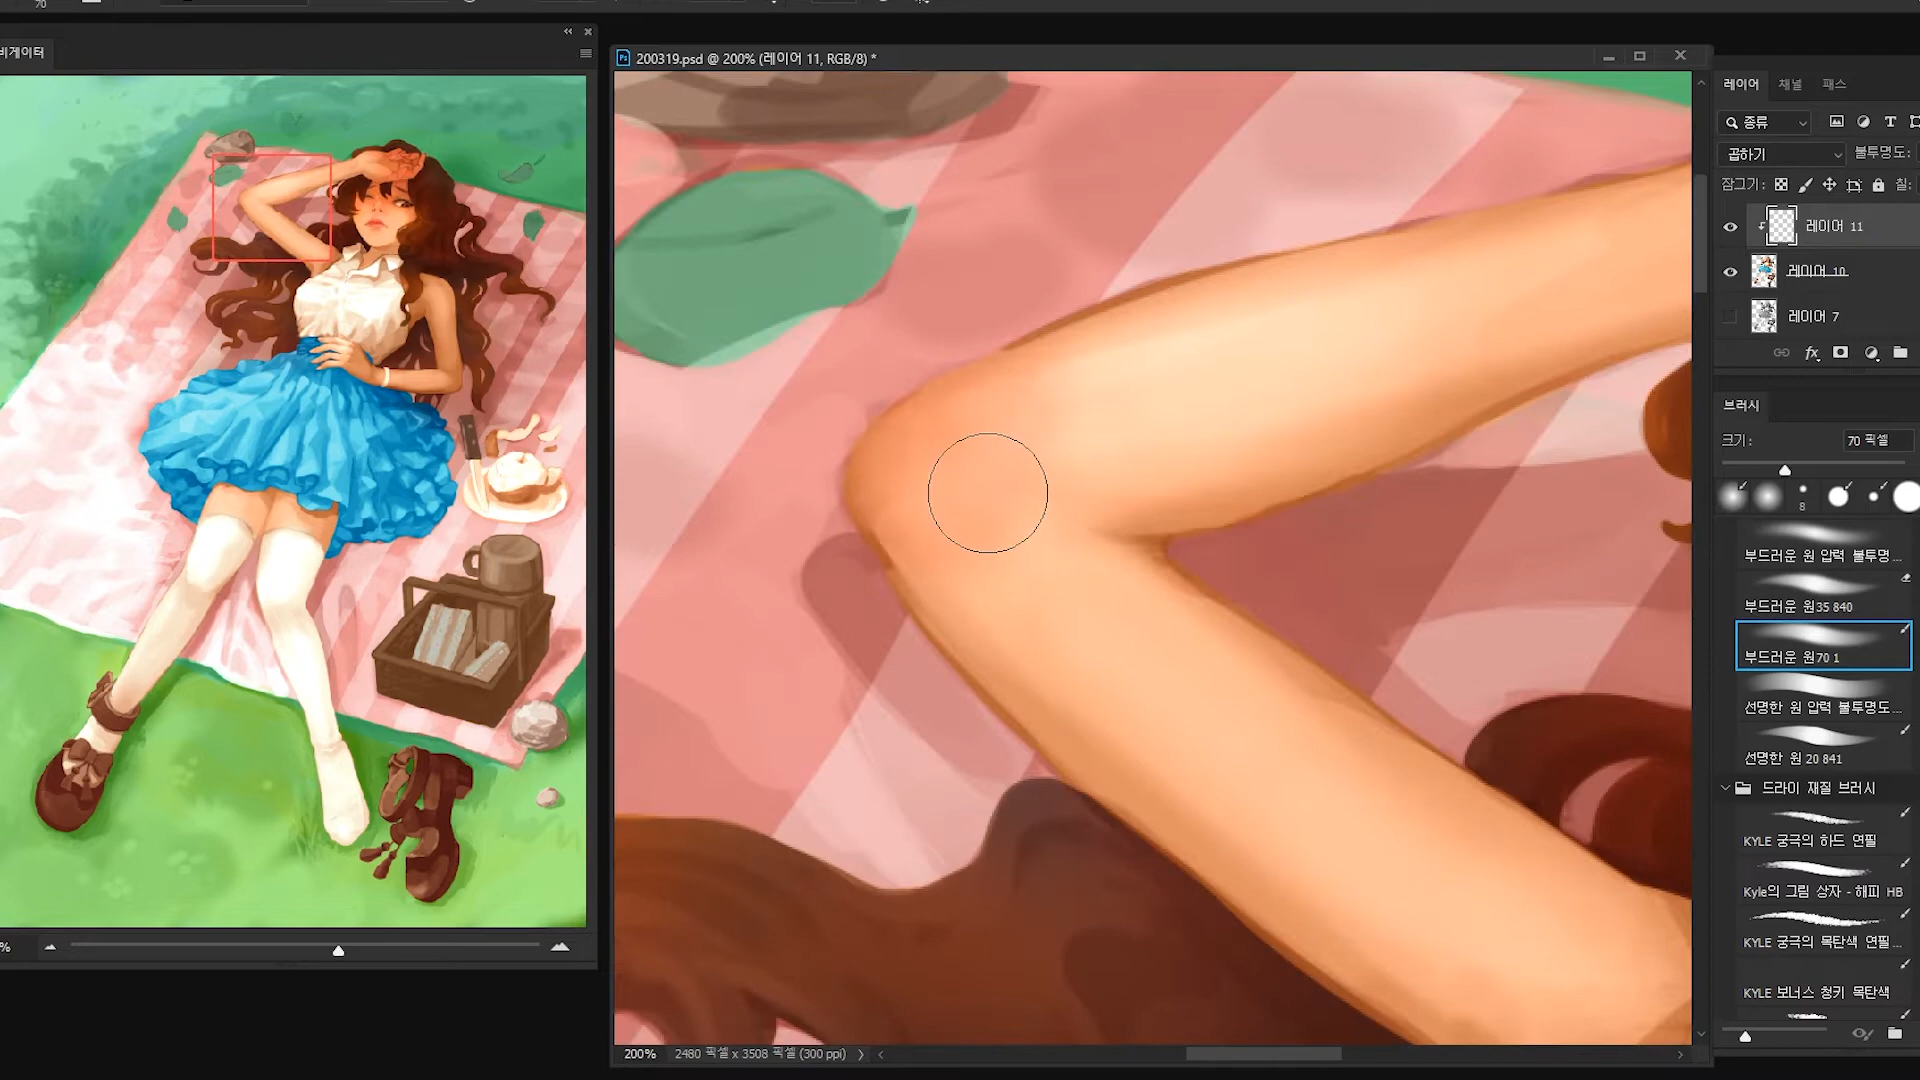 70
비게이터
200319.psd @ 200% (레이어 11, RGB/8) *
%
200%
2480 픽셀 x 3508 픽셀 (300 ppi)
레이어
채널
패스
종류
곱하기
불투명도:
잠그기:
칠:
레이어 11
레이어 10
레이어 7
fx
브러시
크기:
70 픽셀
8
부드러운 원 압력 불투명...
부드러운 원35 840
부드러운 원70 1
선명한 원 압력 불투명도...
선명한 원 20 841
드라이 재질 브러시
KYLE 궁극의 하드 연필
Kyle의 그림 상자 - 해피 HB
KYLE 궁극의 목탄색 연필...
KYLE 보너스 청키 목탄색